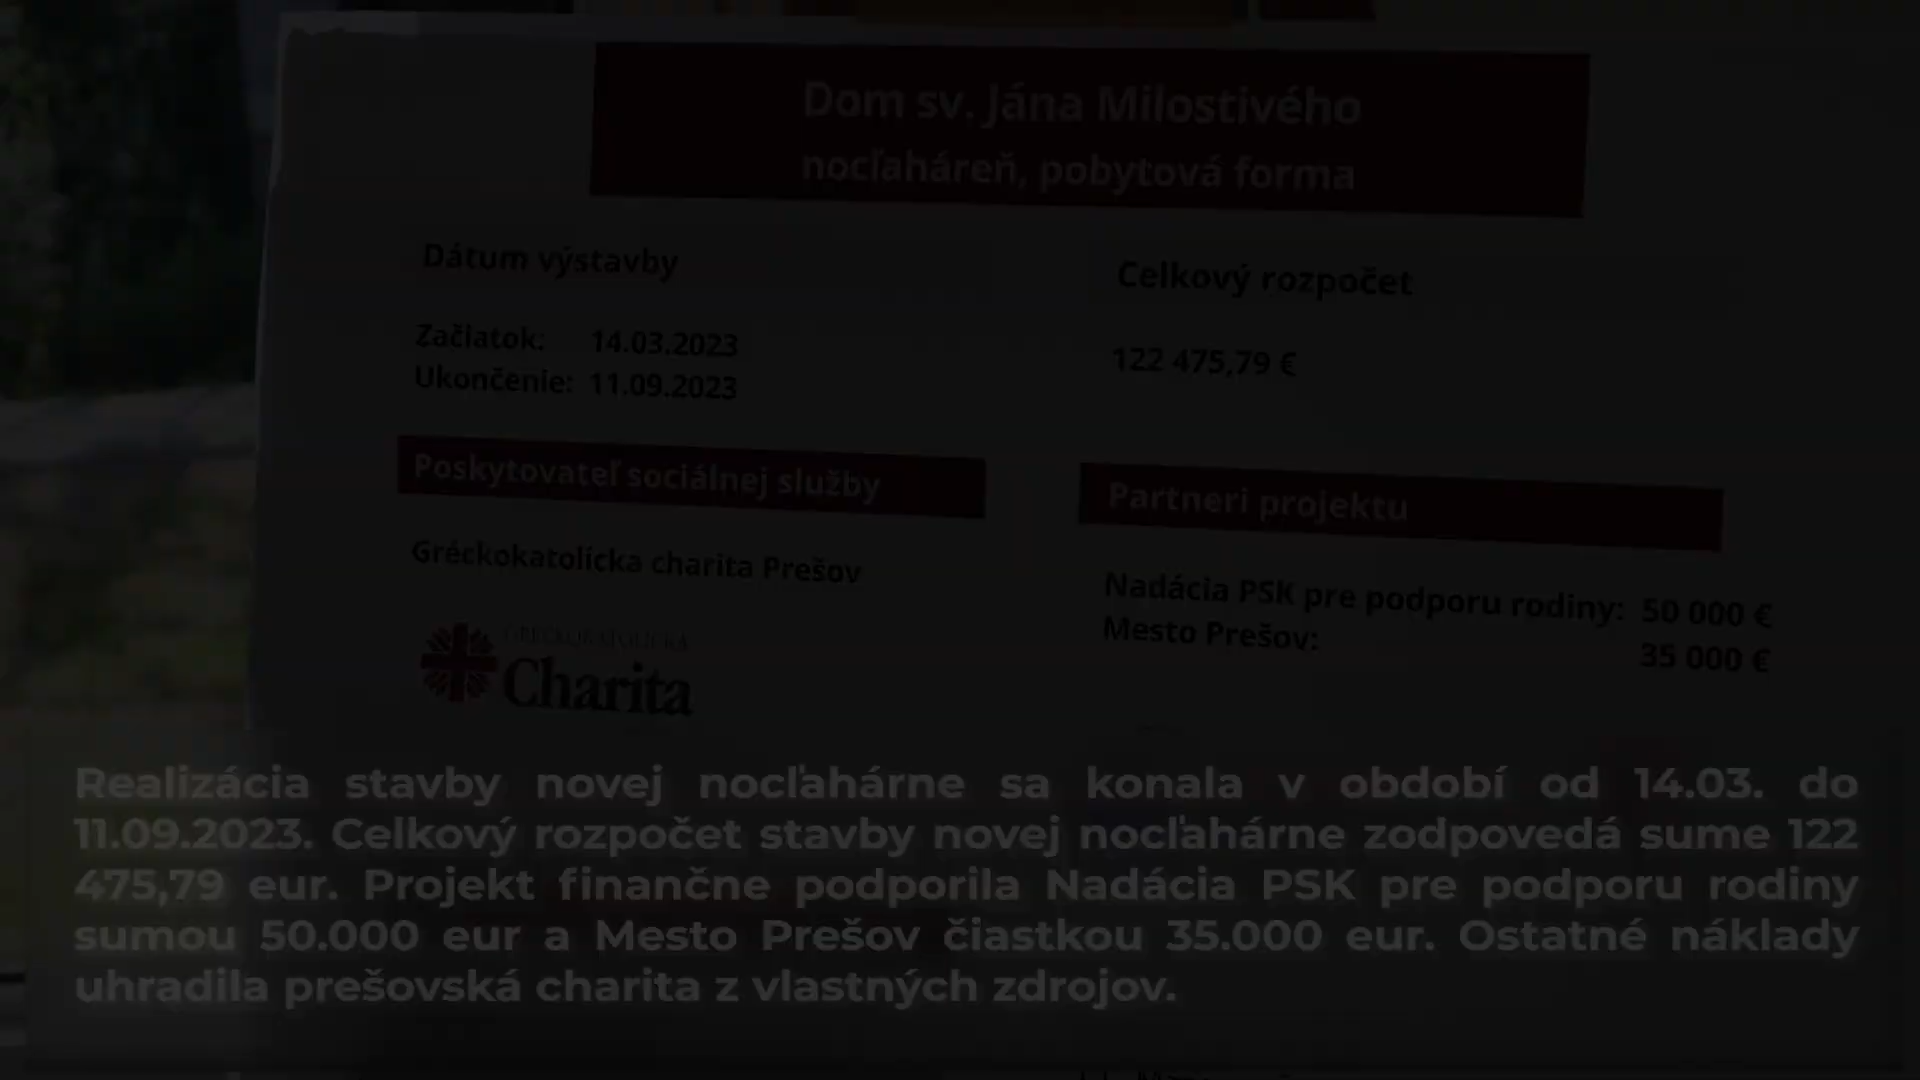 Dom sv. Jána Milostivého
nocľaháreň, pobytová forma
Dátum výstavby
Začiatok: 14.03.2023
Ukončenie: 11.09.2023
Celkový rozpočet
122 475,79 €
Poskytovateľ sociálnej služby
Gréckokatolícka charita Prešov
GRÉCKOKATOLÍCKA
Charita
Partneri projektu
Nadácia PSK pre podporu rodiny: 50 000 €
Mesto Prešov: 35 000 €
Realizácia stavby novej nocľahárne sa konala v období od 14.03. do
11.09.2023. Celkový rozpočet stavby novej nocľahárne zodpovedá sume 122
475,79 eur. Projekt finančne podporila Nadácia PSK pre podporu rodiny
sumou 50.000 eur a Mesto Prešov čiastkou 35.000 eur. Ostatné náklady
uhradila prešovská charita z vlastných zdrojov.